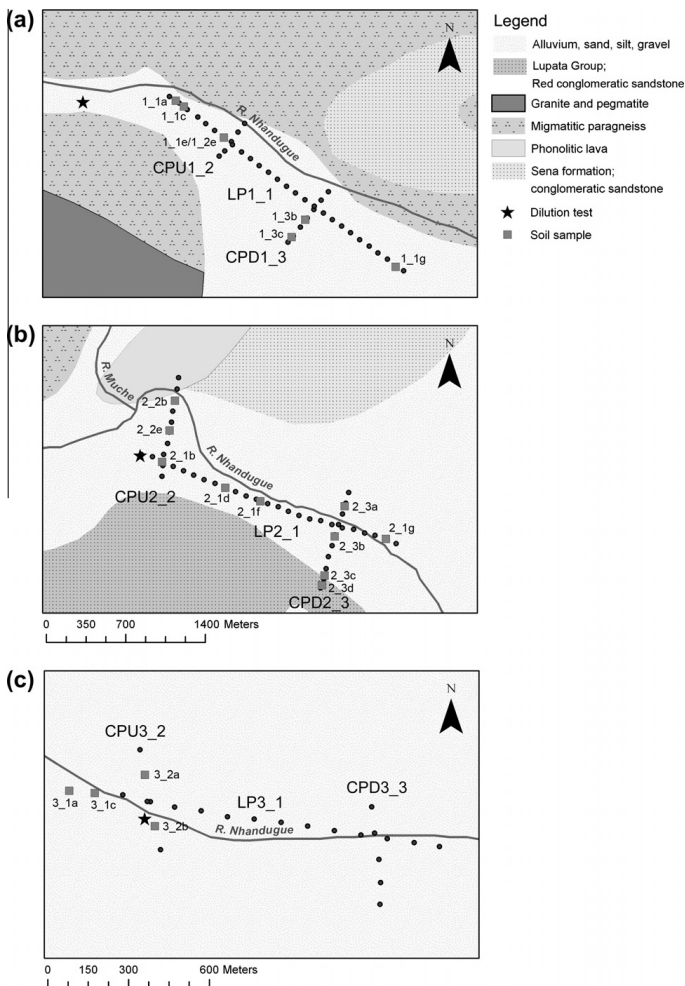 (a)
N
1_1a
1_1c
R. Nhandugue
1_1e/1_2e
CPU1_2
LP1_1
1_3b
1_3c
CPD1_3
1_1g
Legend
Alluvium, sand, silt, gravel
Lupata Group;
Red conglomeratic sandstone
Granite and pegmatite
Migmatitic paragneiss
Phonolitic lava
Sena formation;
conglomeratic sandstone
Dilution test
Soil sample
(b)
N
R. Muche
2_2b
2_2e
R. Nhandugue
2_1b
CPU2_2
2_1d
2_1f
LP2_1
2_3a
2_1g
2_3b
2_3c
2_3d
CPD2_3
0 350 700 1400 Meters
(c)
N
CPU3_2
3_2a
3_1a
3_1c
LP3_1
CPD3_3
3_2b
R. Nhandugue
0 150 300 600 Meters